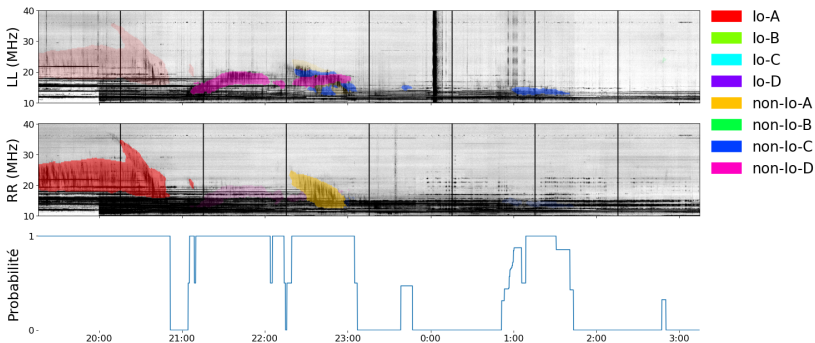 40
30
20
10
LL (MHz)
40
30
20
10
RR (MHz)
1
0
Probabilité
20:00 21:00 22:00 23:00 0:00 1:00 2:00 3:00
Io-A
Io-B
Io-C
Io-D
non-Io-A
non-Io-B
non-Io-C
non-Io-D